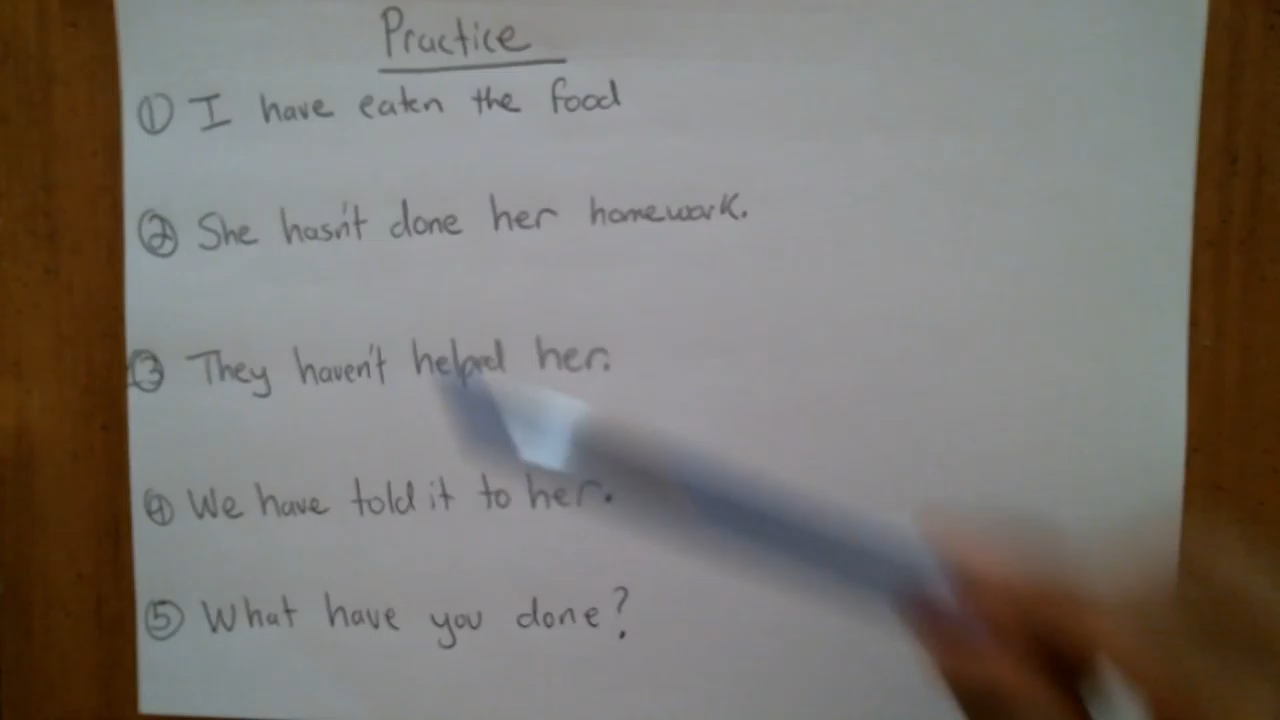 Practice
① I have eaten the food
② She hasn't done her homework.
③ They haven't helped her.
④ We have told it to her.
⑤ What have you done?